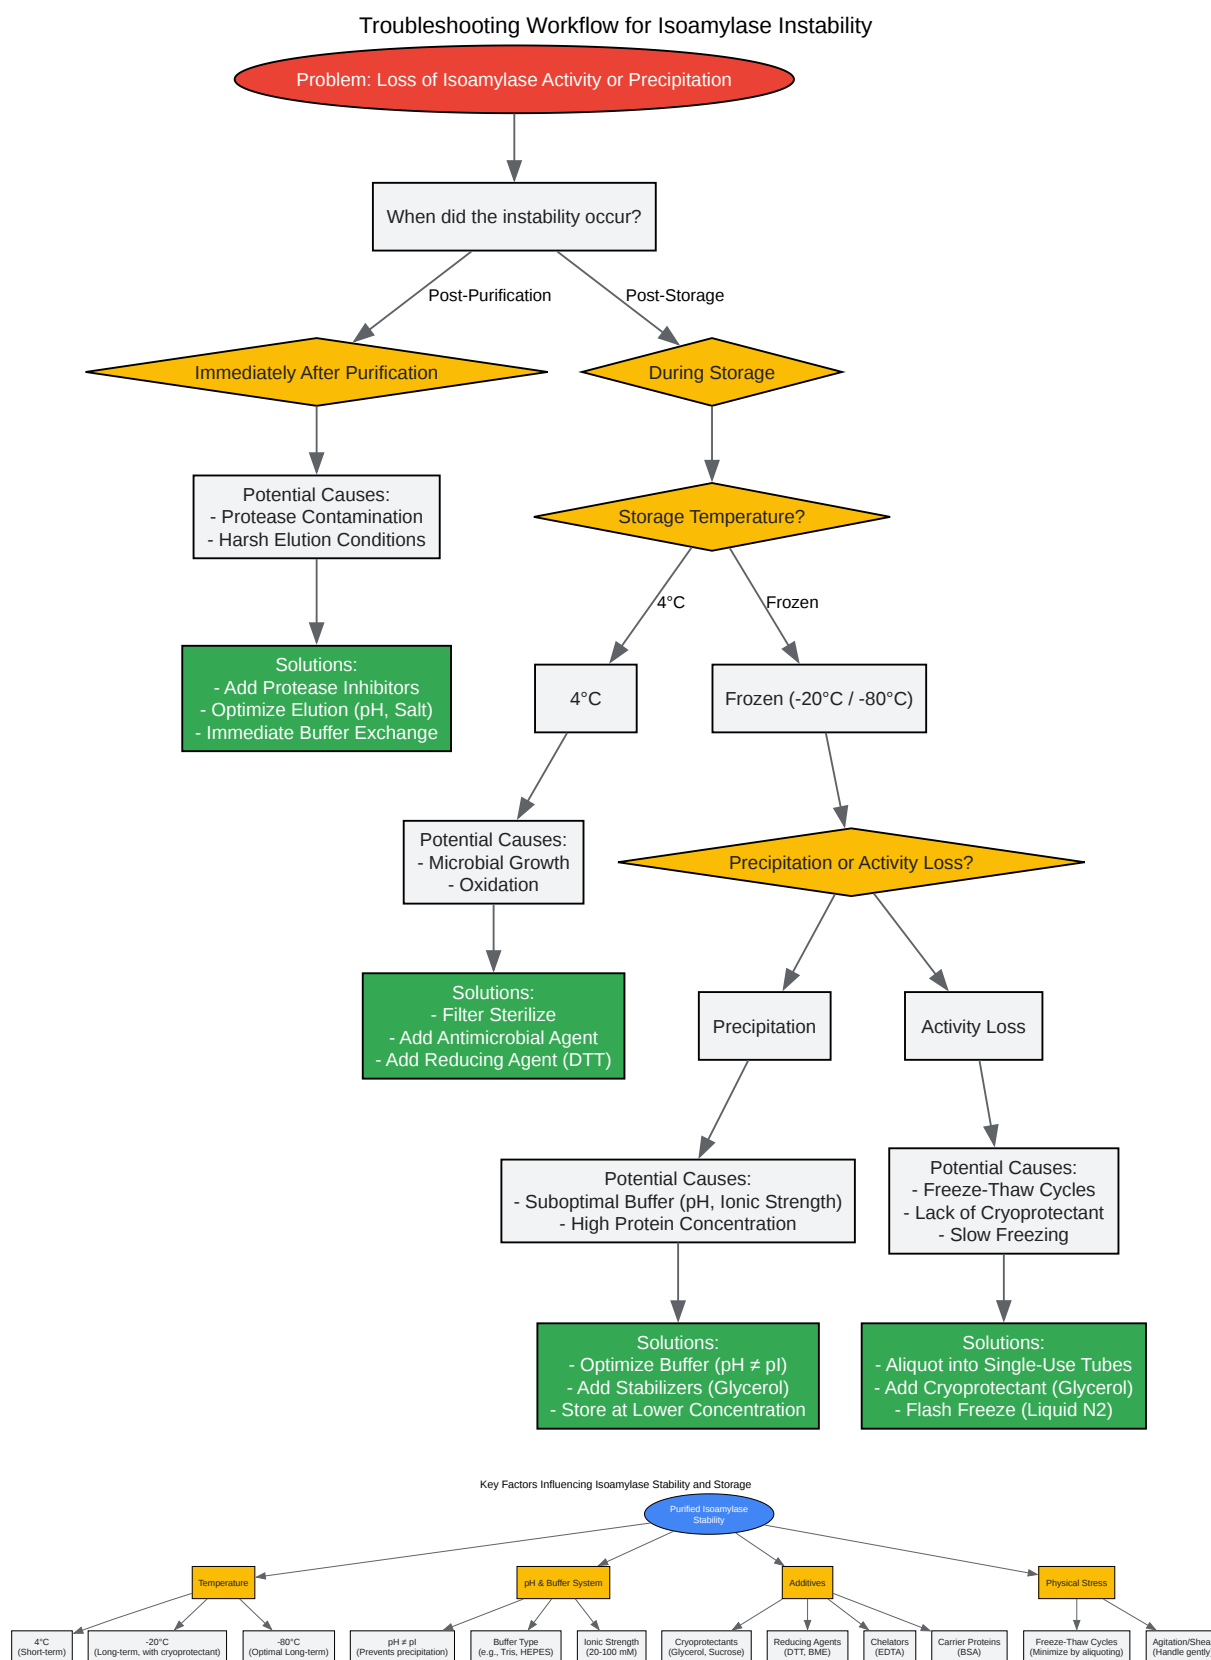 Troubleshooting Workflow for Isoamylase Instability
Problem: Loss of Isoamylase Activity or Precipitation
When did the instability occur?
Post-Purification
Post-Storage
Immediately After Purification
During Storage
Potential Causes:
- Protease Contamination
- Harsh Elution Conditions
Storage Temperature?
4°C
Frozen
Solutions:
- Add Protease Inhibitors
- Optimize Elution (pH, Salt)
- Immediate Buffer Exchange
4°C
Frozen (-20°C / -80°C)
Potential Causes:
- Microbial Growth
- Oxidation
Precipitation or Activity Loss?
Solutions:
- Filter Sterilize
- Add Antimicrobial Agent
- Add Reducing Agent (DTT)
Precipitation
Activity Loss
Potential Causes:
- Suboptimal Buffer (pH, Ionic Strength)
- High Protein Concentration
Potential Causes:
- Freeze-Thaw Cycles
- Lack of Cryoprotectant
- Slow Freezing
Solutions:
- Optimize Buffer (pH ≠ pI)
- Add Stabilizers (Glycerol)
- Store at Lower Concentration
Solutions:
- Aliquot into Single-Use Tubes
- Add Cryoprotectant (Glycerol)
- Flash Freeze (Liquid N2)
Key Factors Influencing Isoamylase Stability and Storage
Purified Isoamylase
Stability
Temperature
pH & Buffer System
Additives
Physical Stress
4°C
(Short-term)
-20°C
(Long-term, with cryoprotectant)
-80°C
(Optimal Long-term)
pH ≠ pI
(Prevents precipitation)
Buffer Type
(e.g., Tris, HEPES)
Ionic Strength
(20-100 mM)
Cryoprotectants
(Glycerol, Sucrose)
Reducing Agents
(DTT, BME)
Chelators
(EDTA)
Carrier Proteins
(BSA)
Freeze-Thaw Cycles
(Minimize by aliquoting)
Agitation/Shea
(Handle gently)